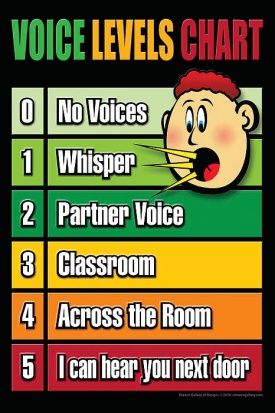 VOICE LEVELS CHART
0 No Voices
1 Whisper
2 Partner Voice
3 Classroom
4 Across the Room
5 I can hear you next door